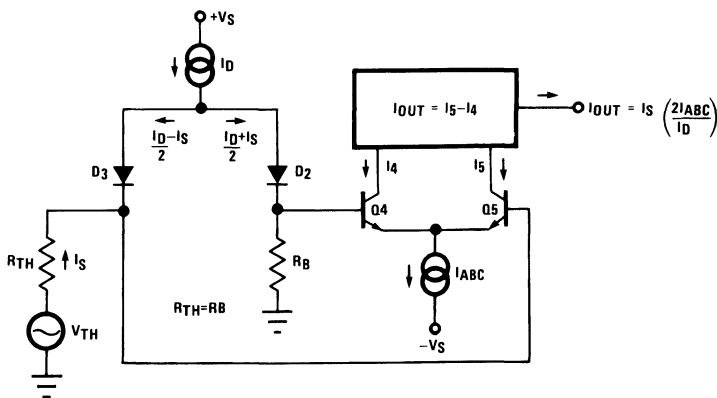 +VS
ID
IOUT = I5–I4
IOUT = IS (2IABC/ID)
ID/2 –IS
ID/2 +IS
D3
D2
I4
I5
Q4
Q5
RTH
IS
RB
IABC
RTH=RB
VTH
–VS